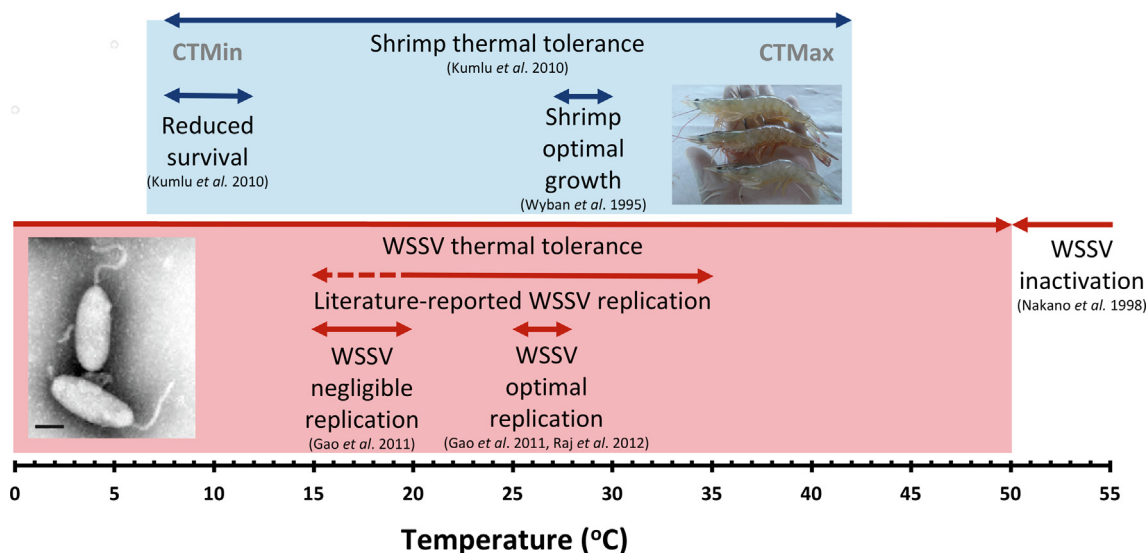 Shrimp thermal tolerance
(Kumlu et al. 2010)
CTMin
CTMax
Reduced
survival
(Kumlu et al. 2010)
Shrimp
optimal
growth
(Wyban et al. 1995)
WSSV thermal tolerance
WSSV
inactivation
(Nakano et al. 1998)
Literature-reported WSSV replication
WSSV
negligible
replication
(Gao et al. 2011)
WSSV
optimal
replication
(Gao et al. 2011, Raj et al. 2012)
0 5 10 15 20 25 30 35 40 45 50 55
Temperature (°C)